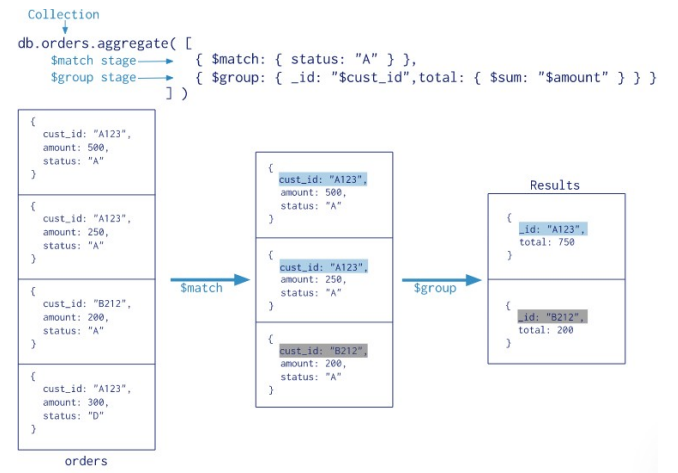 Collection
db.orders.aggregate( [
$match stage { $match: { status: "A" } },
$group stage { $group: { _id: "$cust_id",total: { $sum: "$amount" } } }
] )
{
cust_id: "A123",
amount: 500,
status: "A"
}
{
cust_id: "A123",
amount: 250,
status: "A"
}
{
cust_id: "B212",
amount: 200,
status: "A"
}
{
cust_id: "A123",
amount: 300,
status: "D"
}
orders
$match
{
cust_id: "A123",
amount: 500,
status: "A"
}
{
cust_id: "A123",
amount: 250,
status: "A"
}
{
cust_id: "B212",
amount: 200,
status: "A"
}
$group
Results
{
_id: "A123",
total: 750
}
{
_id: "B212",
total: 200
}